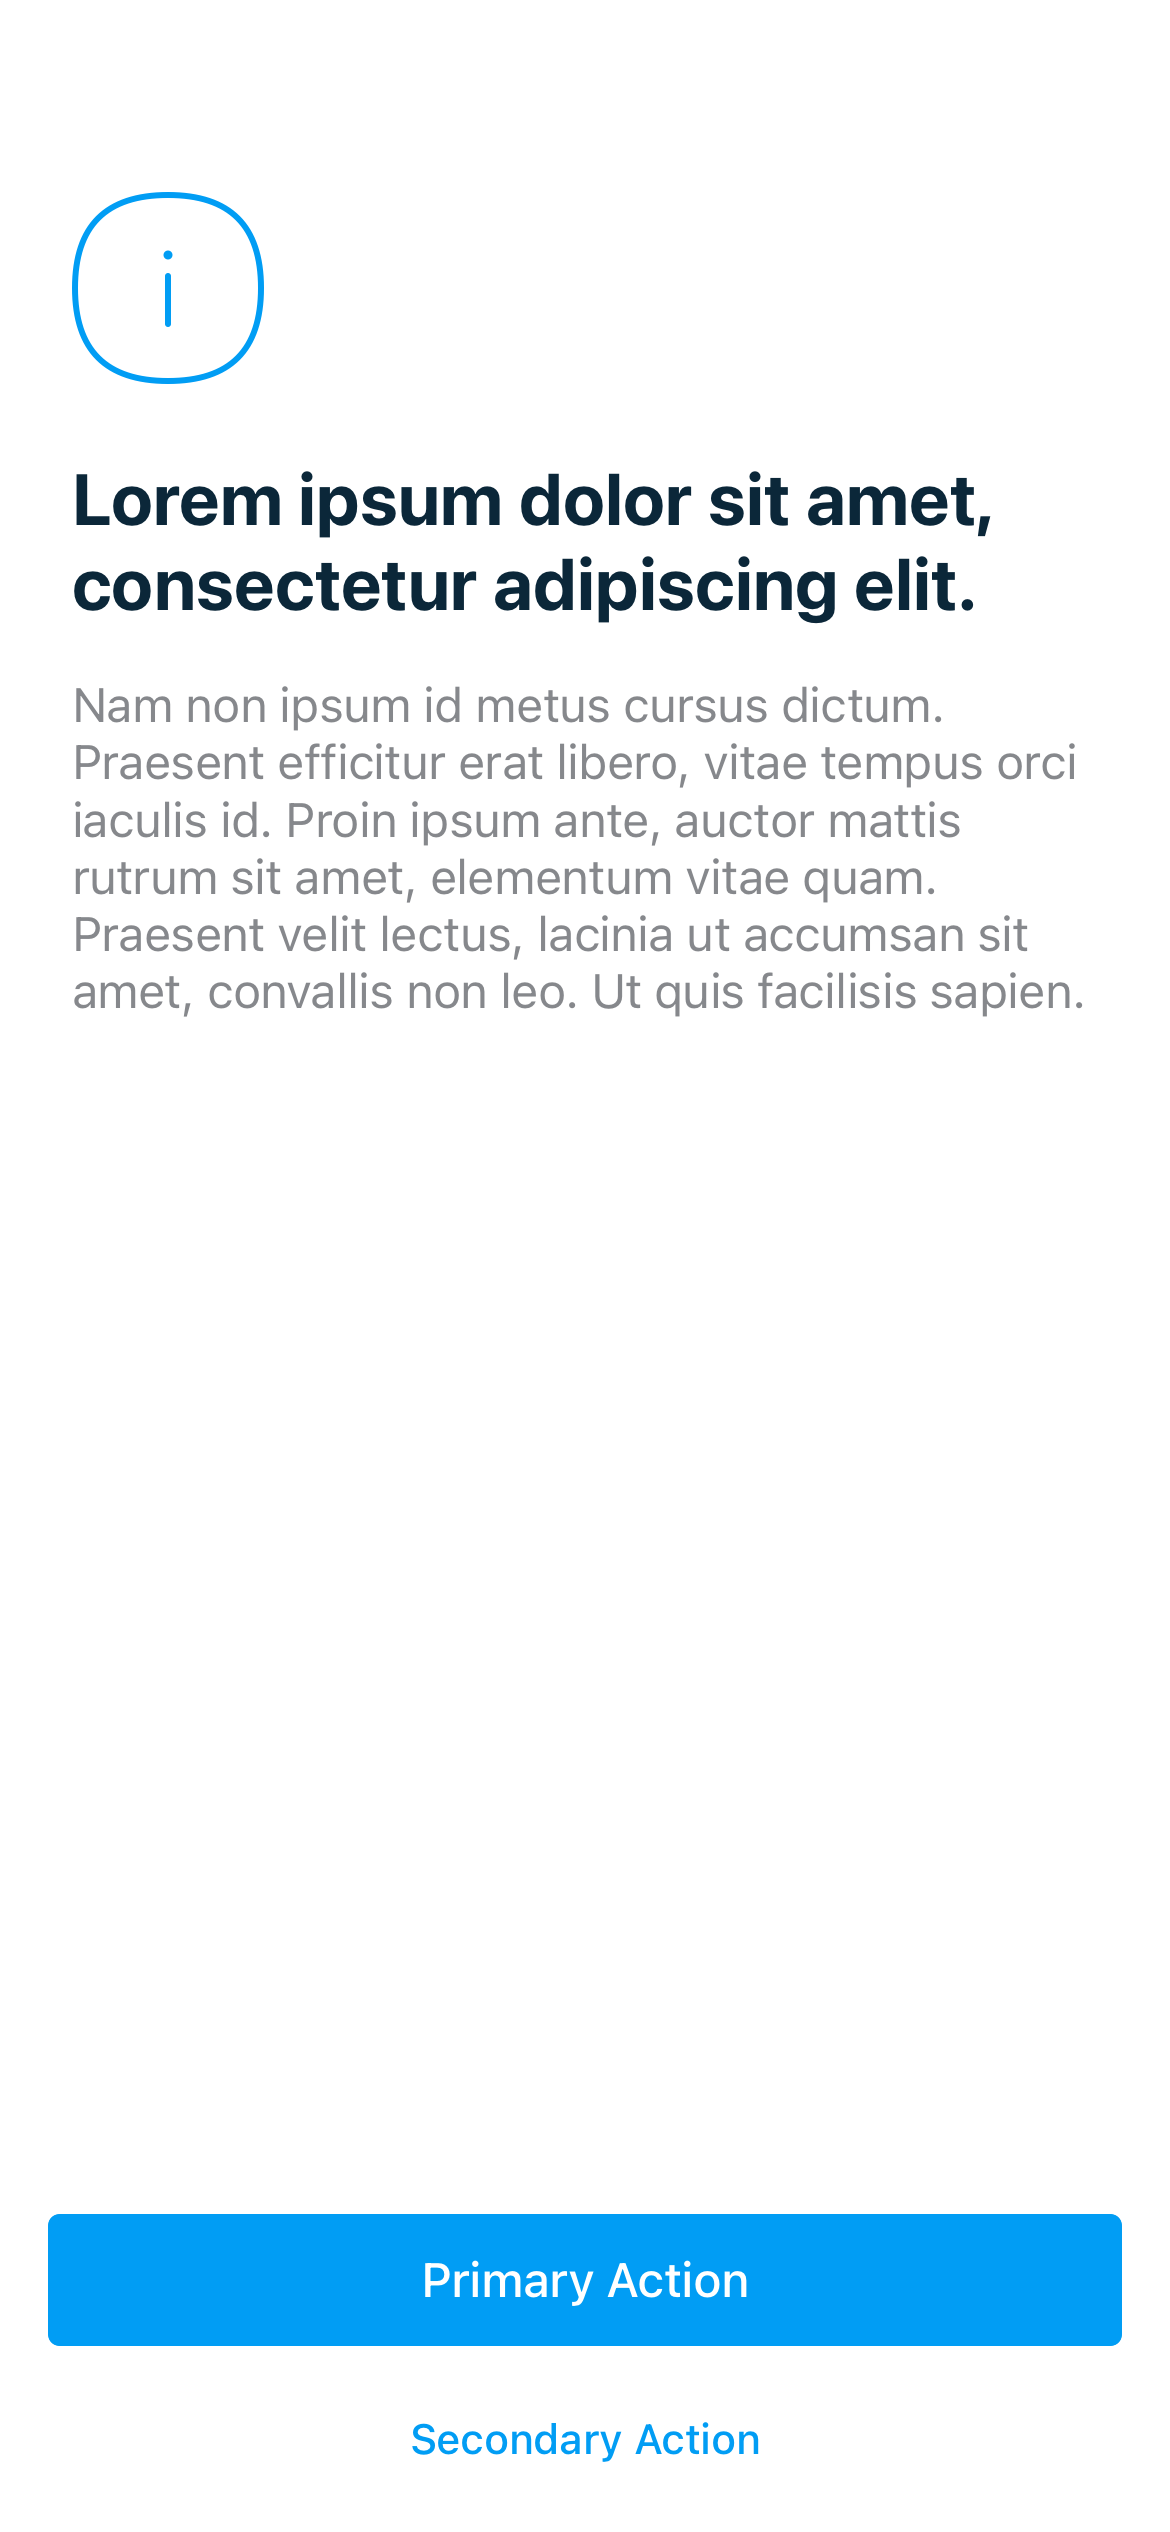 Lorem ipsum dolor sit amet,
consectetur adipiscing elit.
Nam non ipsum id metus cursus dictum.
Praesent efficitur erat libero, vitae tempus orci
iaculis id. Proin ipsum ante, auctor mattis
rutrum sit amet, elementum vitae quam.
Praesent velit lectus, lacinia ut accumsan sit
amet, convallis non leo. Ut quis facilisis sapien.
Primary Action
Secondary Action